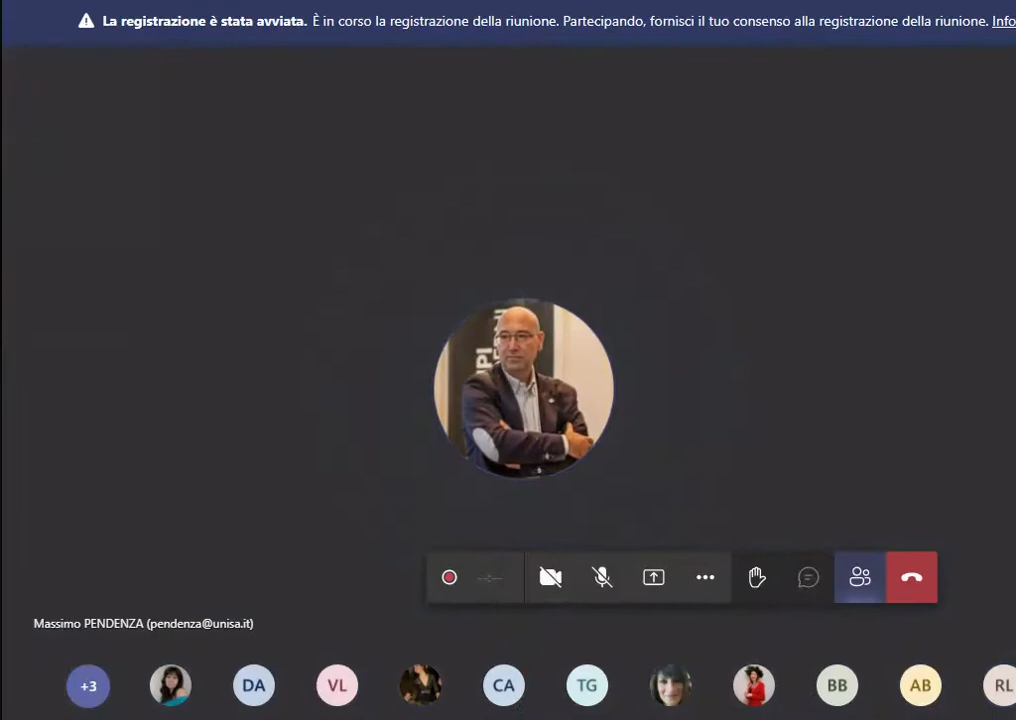 La registrazione è stata avviata. È in corso la registrazione della riunione. Partecipando, fornisci il tuo consenso alla registrazione della riunione. Info
Massimo PENDENZA (pendenza@unisa.it)
+3 DA VL CA TG BB AB RL